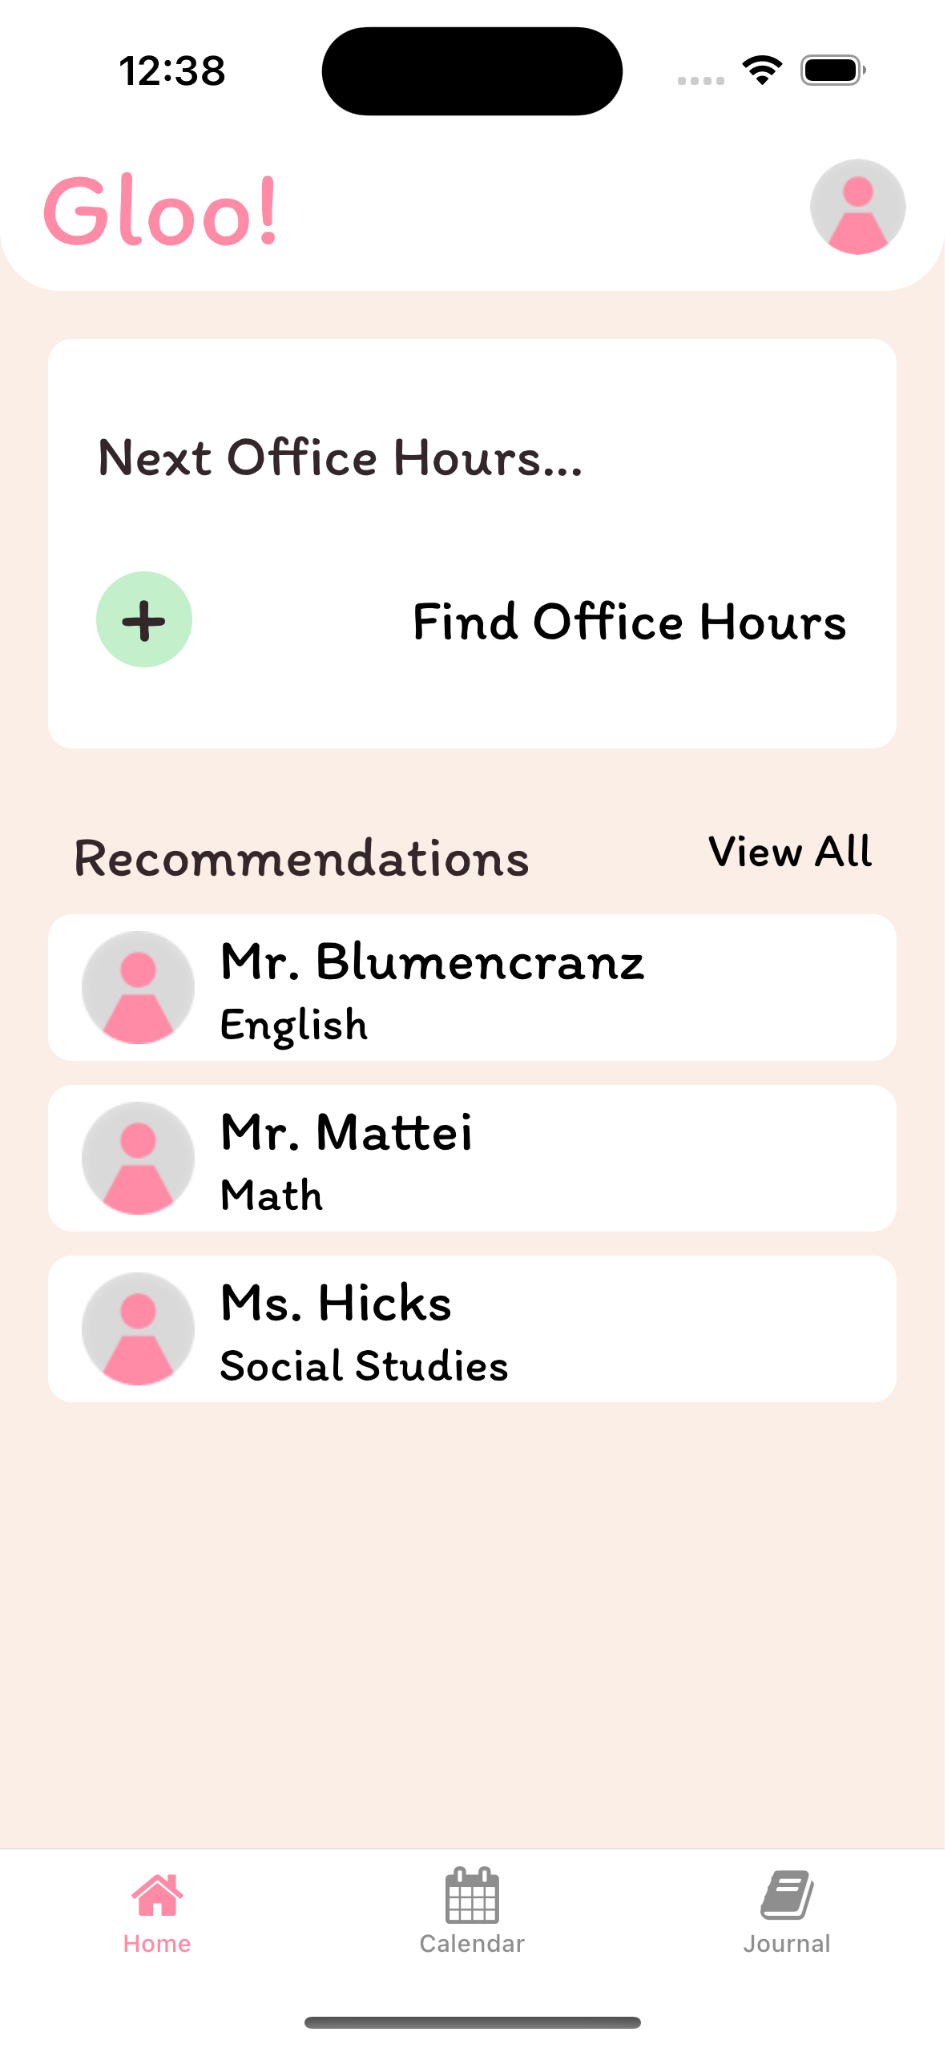 12:38
Gloo!
Next Office Hours...
+ Find Office Hours
Recommendations
View All
Mr. Blumencranz
English
Mr. Mattei
Math
Ms. Hicks
Social Studies
Home
Calendar
Journal